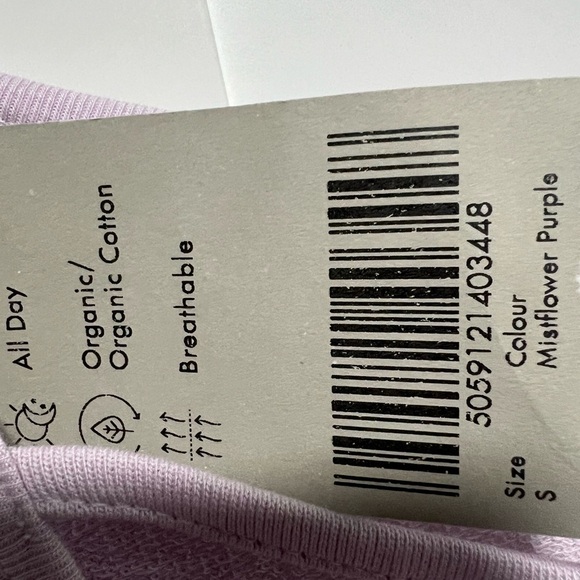 All Day
Organic/
Organic Cotton
Breathable
5059121403448
Size
S
Colour
Mistflower Purple